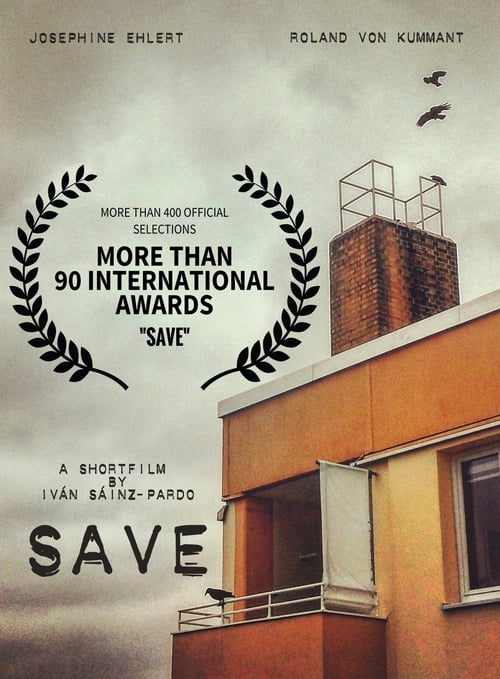 JOSEPHINE EHLERT
ROLAND VON KUMMANT
MORE THAN 400 OFFICIAL
SELECTIONS
MORE THAN
90 INTERNATIONAL
AWARDS
"SAVE"
A SHORTFILM
BY
IVÁN SÁINZ-PARDO
SAVE